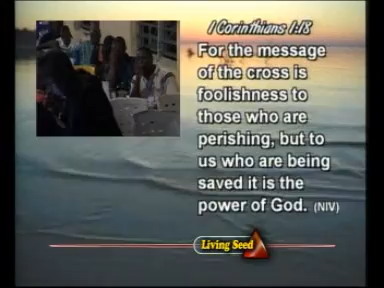 1 Corinthians 1:18
For the message
of the cross is
foolishness to
those who are
perishing, but to
us who are being
saved it is the
power of God. (NIV)
Living Seed